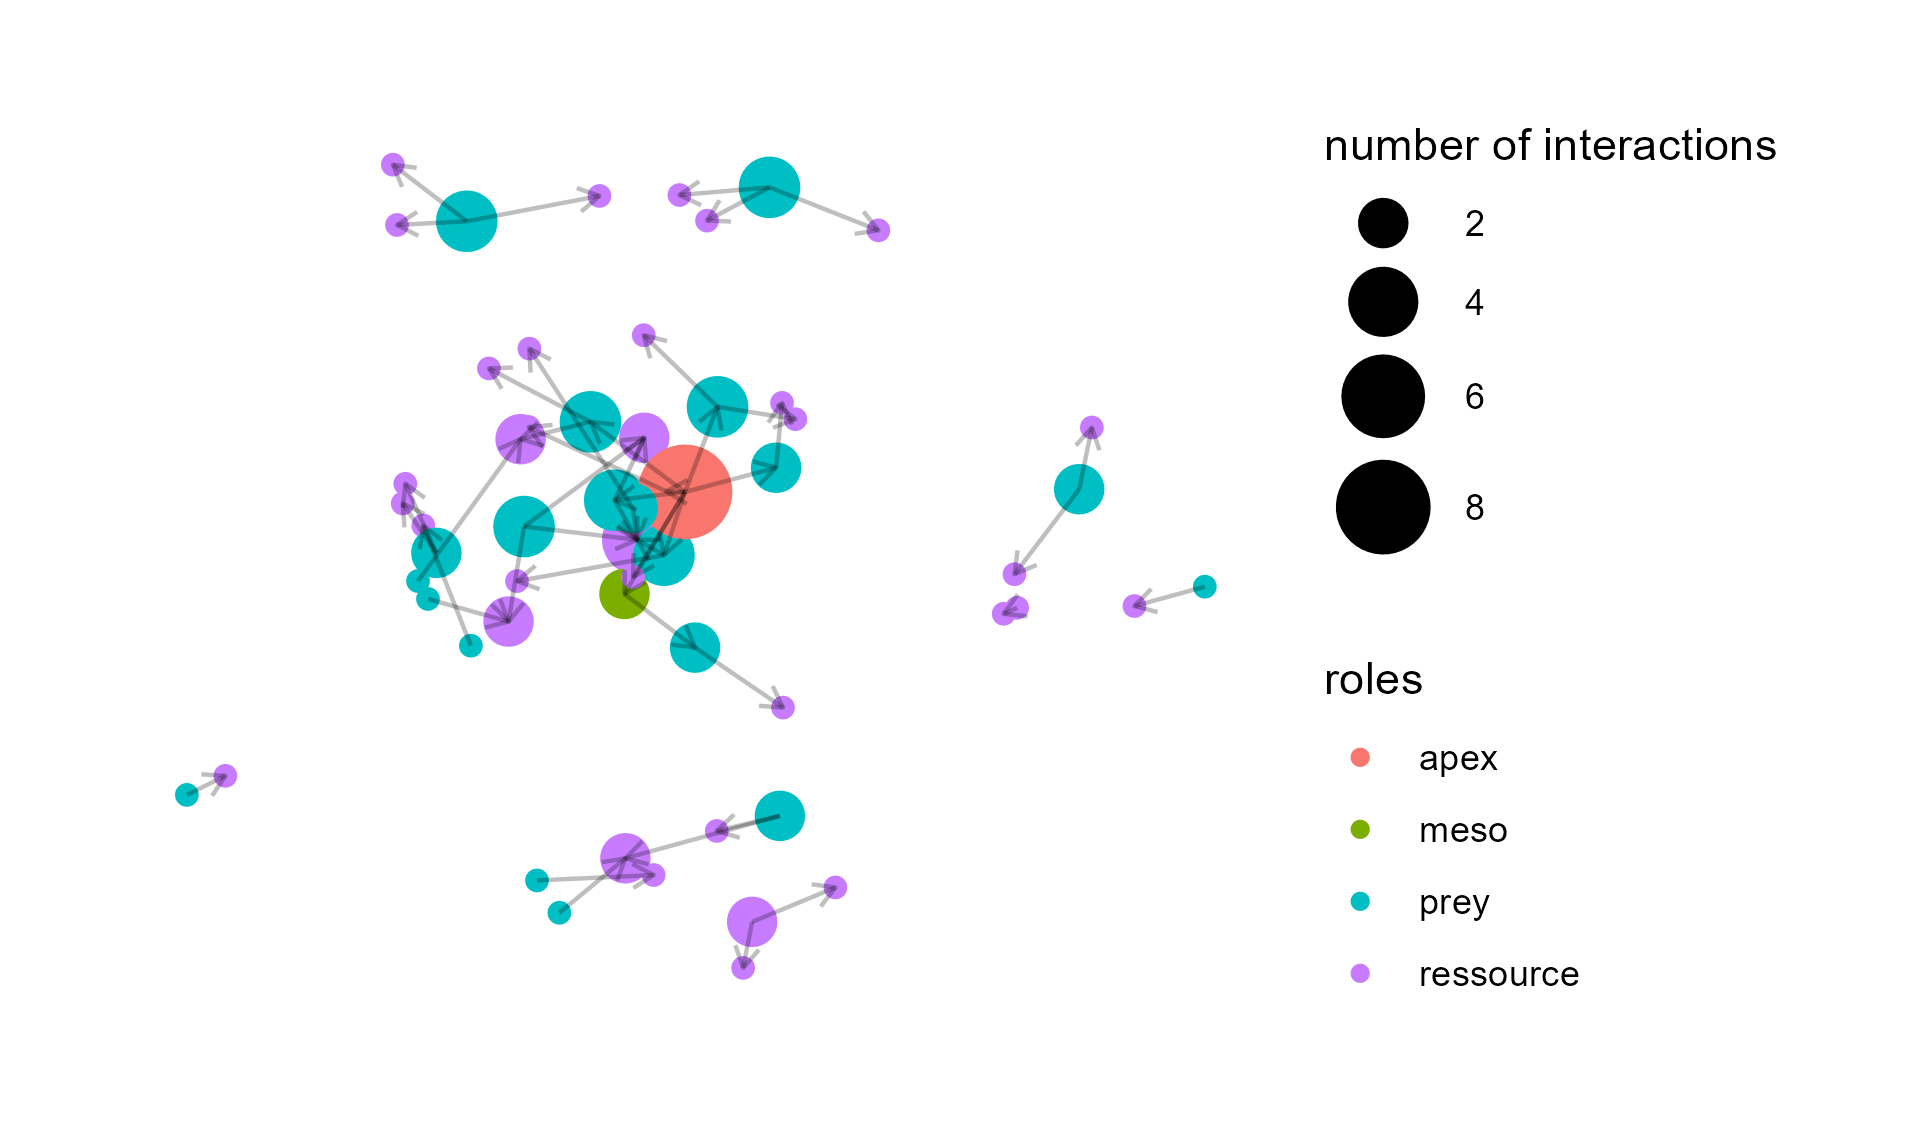 number of interactions
2
4
6
8
roles
apex
meso
prey
ressource